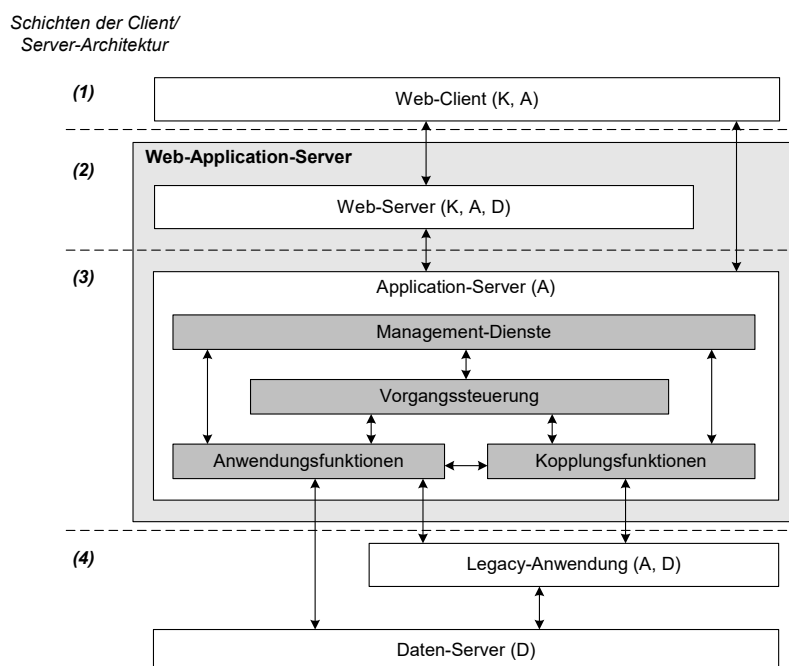 Schichten der Client/
Server-Architektur
(1)
Web-Client (K, A)
Web-Application-Server
(2)
Web-Server (K, A, D)
(3)
Application-Server (A)
Management-Dienste
Vorgangssteuerung
Anwendungsfunktionen
Kopplungsfunktionen
(4)
Legacy-Anwendung (A, D)
Daten-Server (D)